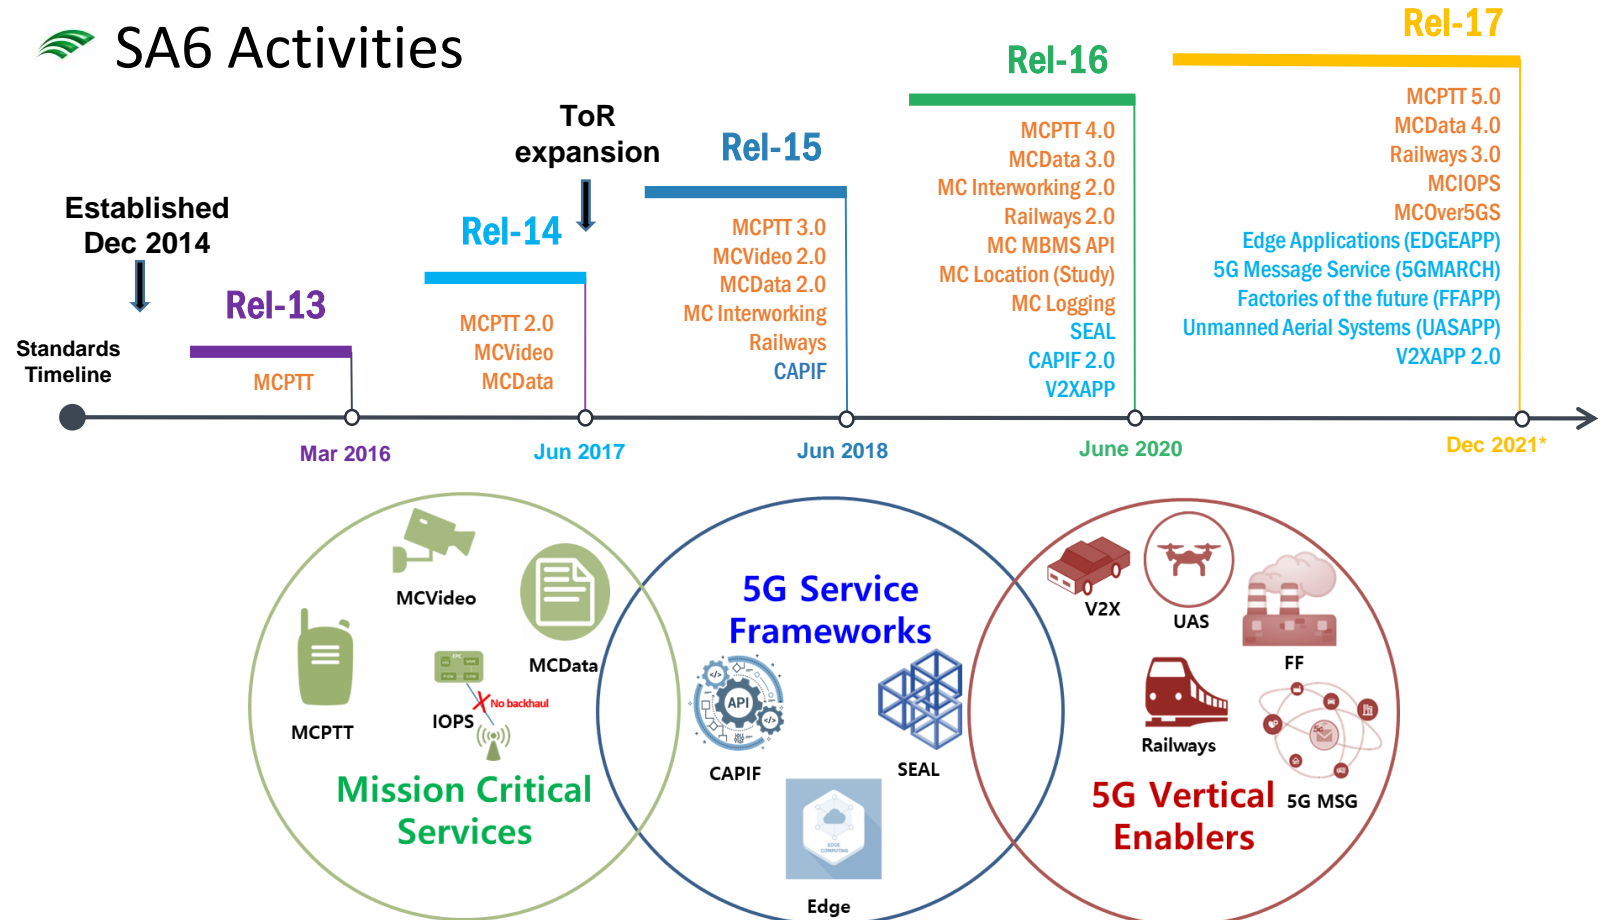 SA6 Activities
Established
Dec 2014
Standards
Timeline
Rel-13
MCPTT
Mar 2016
Rel-14
MCPTT 2.0
MCVideo
MCData
Jun 2017
ToR
expansion
Rel-15
MCPTT 3.0
MCVideo 2.0
MCData 2.0
MC Interworking
Railways
CAPIF
Jun 2018
Rel-16
MCPTT 4.0
MCData 3.0
MC Interworking 2.0
Railways 2.0
MC MBMS API
MC Location (Study)
MC Logging
SEAL
CAPIF 2.0
V2XAPP
June 2020
Rel-17
MCPTT 5.0
MCData 4.0
Railways 3.0
MCIOPS
MCOver5GS
Edge Applications (EDGEAPP)
5G Message Service (5GMARCH)
Factories of the future (FFAPP)
Unmanned Aerial Systems (UASAPP)
V2XAPP 2.0
Dec 2021*
MCVideo
MCData
MCPTT
IOPS
No backhaul
Mission Critical
Services
5G Service
Frameworks
API
</>
</>
CAPIF
SEAL
EDGE
COMPUTING
Edge
V2X
UAS
FF
Railways
5G
5G MSG
5G Vertical
Enablers